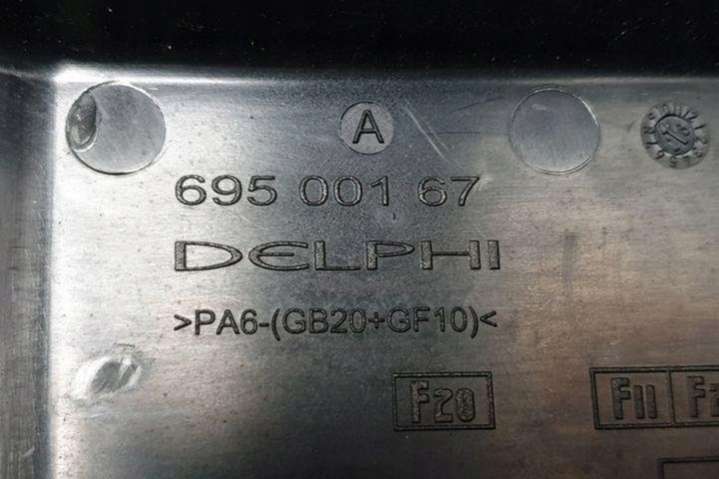 A
695 001 67
DELPHI
>PA6-(GB20+GF10)<
F20
F11